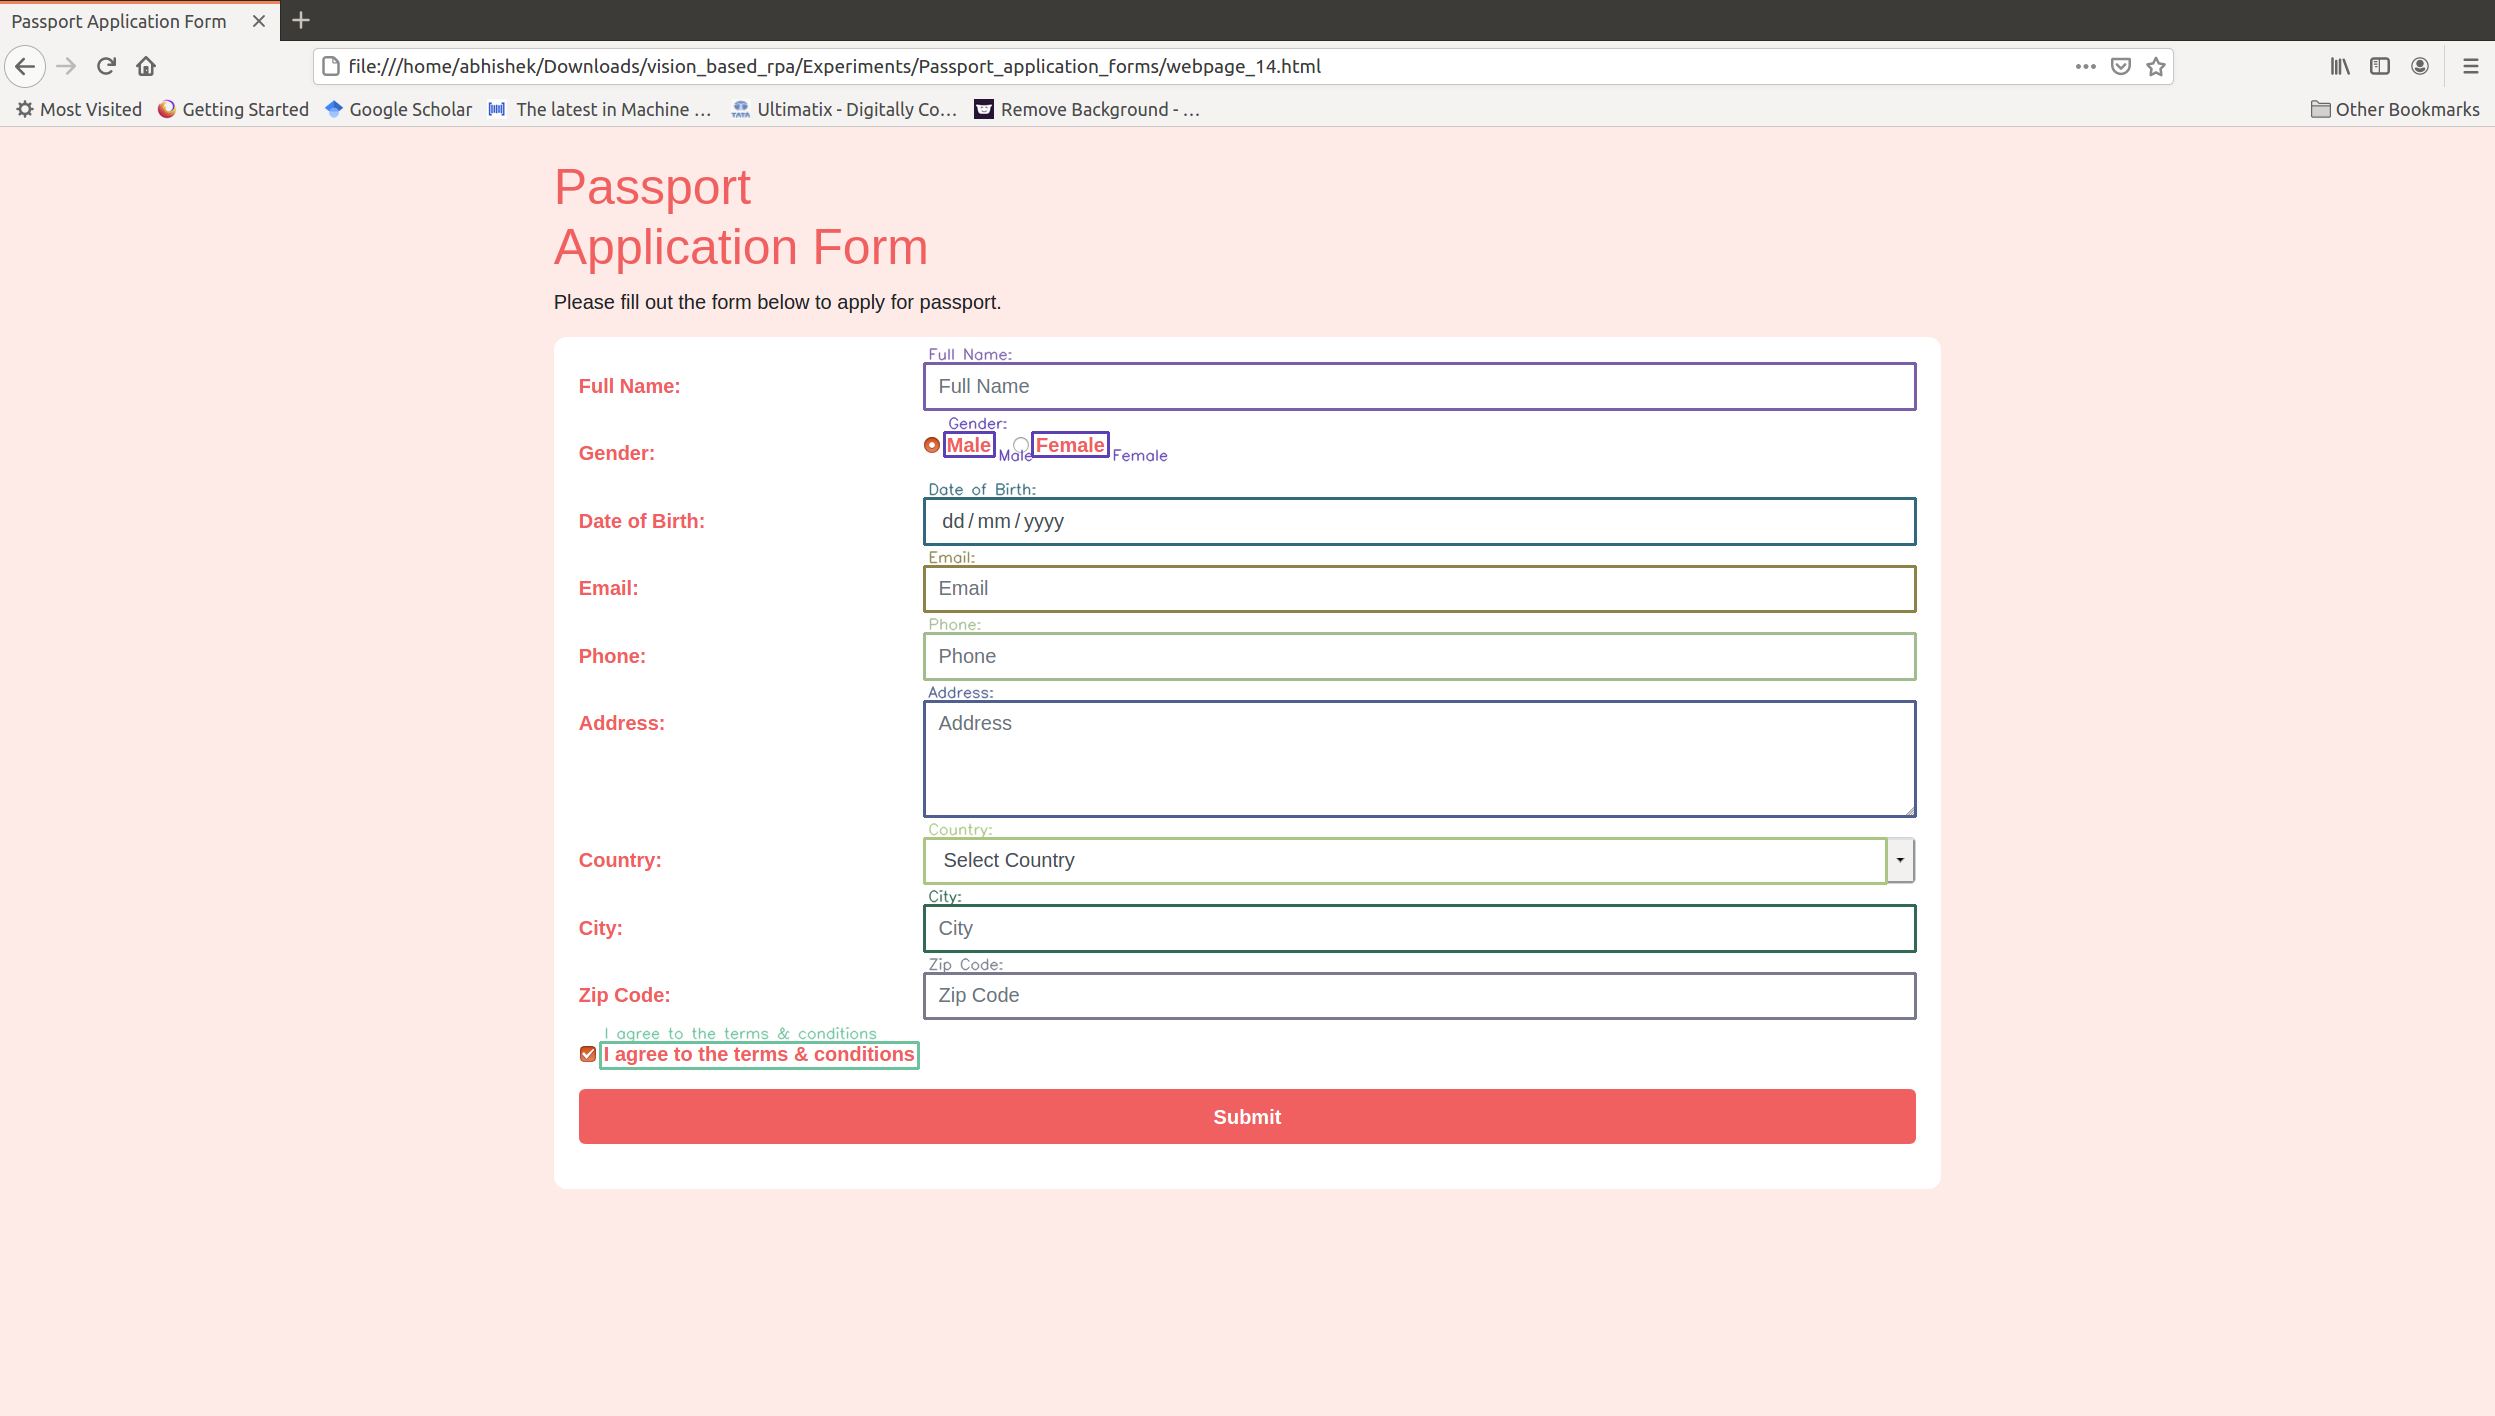 Passport Application Form
file:///home/abhishek/Downloads/vision_based_rpa/Experiments/Passport_application_forms/webpage_14.html
Most Visited Getting Started Google Scholar The latest in Machine … Ultimatix - Digitally Co… Remove Background - … Other Bookmarks
Passport
Application Form
Please fill out the form below to apply for passport.
Full Name:
Full Name: Full Name
Gender:
Gender: Male Male Female Female
Date of Birth:
Date of Birth: dd / mm / yyyy
Email:
Email: Email
Phone:
Phone: Phone
Address:
Address: Address
Country:
Country: Select Country
City:
City: City
Zip Code:
Zip Code: Zip Code
I agree to the terms & conditions
I agree to the terms & conditions
Submit